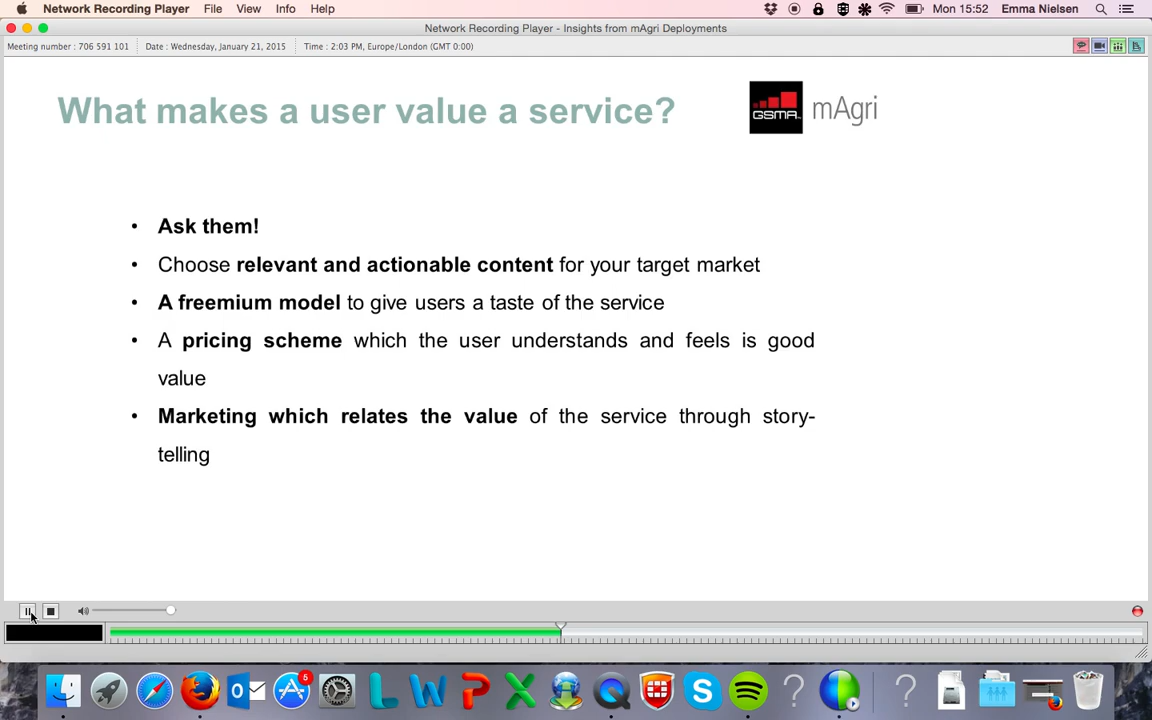 Network Recording Player File View Info Help Mon 15:52 Emma Nielsen
Network Recording Player - Insights from mAgri Deployments
Meeting number : 706 591 101 Date : Wednesday, January 21, 2015 Time : 2:03 PM, Europe/London (GMT 0:00)
What makes a user value a service?
GSMA mAgri
• Ask them!
• Choose relevant and actionable content for your target market
• A freemium model to give users a taste of the service
• A pricing scheme which the user understands and feels is good
value
• Marketing which relates the value of the service through story-
telling
5
L W P X ? ?